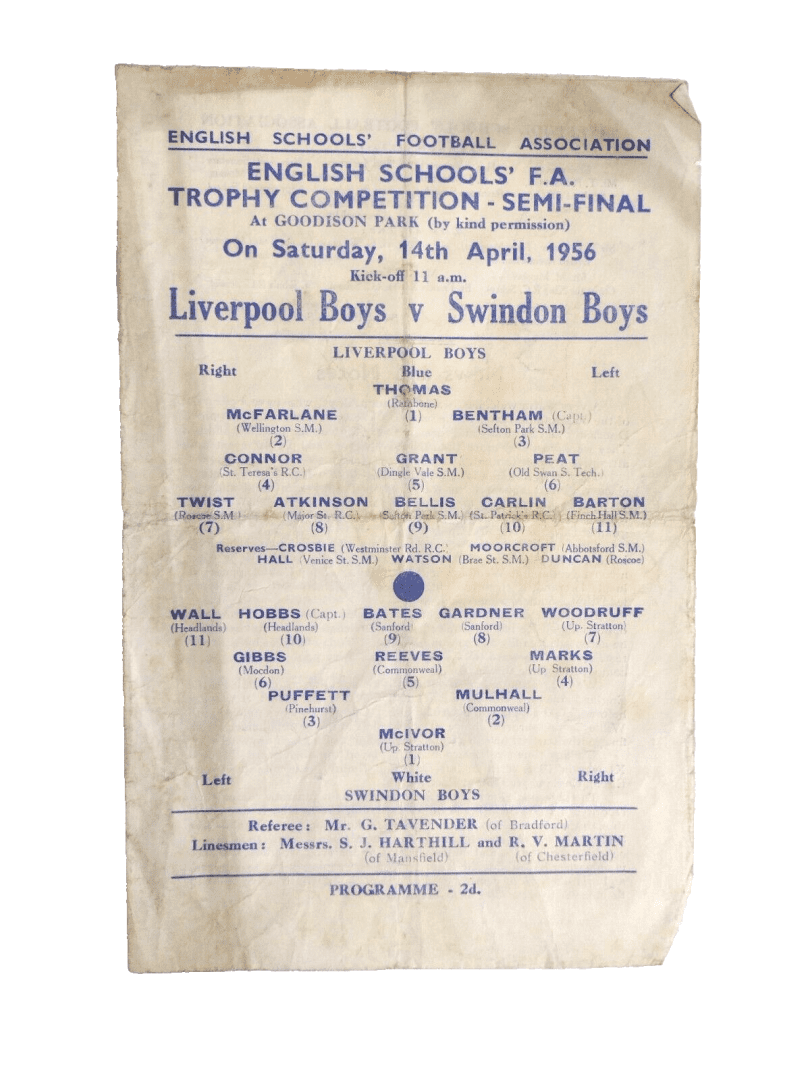 ENGLISH SCHOOLS' FOOTBALL ASSOCIATION
ENGLISH SCHOOLS' F.A.
TROPHY COMPETITION - SEMI-FINAL
At GOODISON PARK (by kind permission)
On Saturday, 14th April, 1956
Kick-off 11 a.m.
Liverpool Boys v Swindon Boys
LIVERPOOL BOYS
Right Blue Left
THOMAS
(Rathbone)
McFARLANE (1) BENTHAM (Capt.)
(Wellington S.M.) (Sefton Park S.M.)
(2) (3)
CONNOR GRANT PEAT
(St. Teresa's R.C.) (Dingle Vale S.M.) (Old Swan S. Tech.)
(4) (5) (6)
TWIST ATKINSON BELLIS CARLIN BARTON
(Roscoe S.M.) (Major St. R.C.) (Sefton Park S.M.) (St. Patrick's R.C.) (Finch Hall S.M.)
(7) (8) (9) (10) (11)
Reserves—CROSBIE (Westminster Rd. R.C.) MOORCROFT (Abbotsford S.M.)
HALL (Venice St. S.M.) WATSON (Brae St. S.M.) DUNCAN (Roscoe)
WALL HOBBS (Capt.) BATES GARDNER WOODRUFF
(Headlands) (Headlands) (Sanford) (Sanford) (Up. Stratton)
(11) (10) (9) (8) (7)
GIBBS REEVES MARKS
(Moredon) (Commonweal) (Up Stratton)
(6) (5) (4)
PUFFETT MULHALL
(Pinehurst) (Commonweal)
(3) (2)
McIVOR
(Up. Stratton)
(1)
Left White Right
SWINDON BOYS
Referee: Mr. G. TAVENDER (of Bradford)
Linesmen: Messrs. S. J. HARTHILL and R. V. MARTIN
(of Mansfield) (of Chesterfield)
PROGRAMME - 2d.